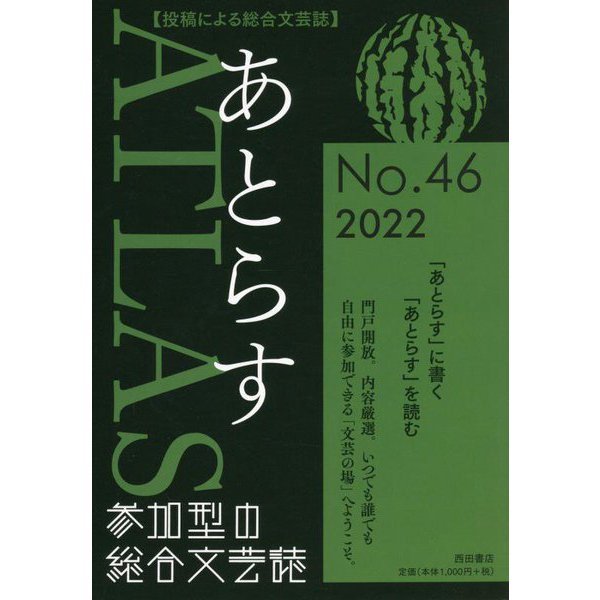 【投稿による総合文芸誌】
ATLAS
あとらす
No.46
2022
「あとらす」に書く
「あとらす」を読む
門戸開放。内容厳選。いつでも誰でも
自由に参加できる「文芸の場」へようこそ。
参加型の
総合文芸誌
西田書店
定価(本体1,000円+税)